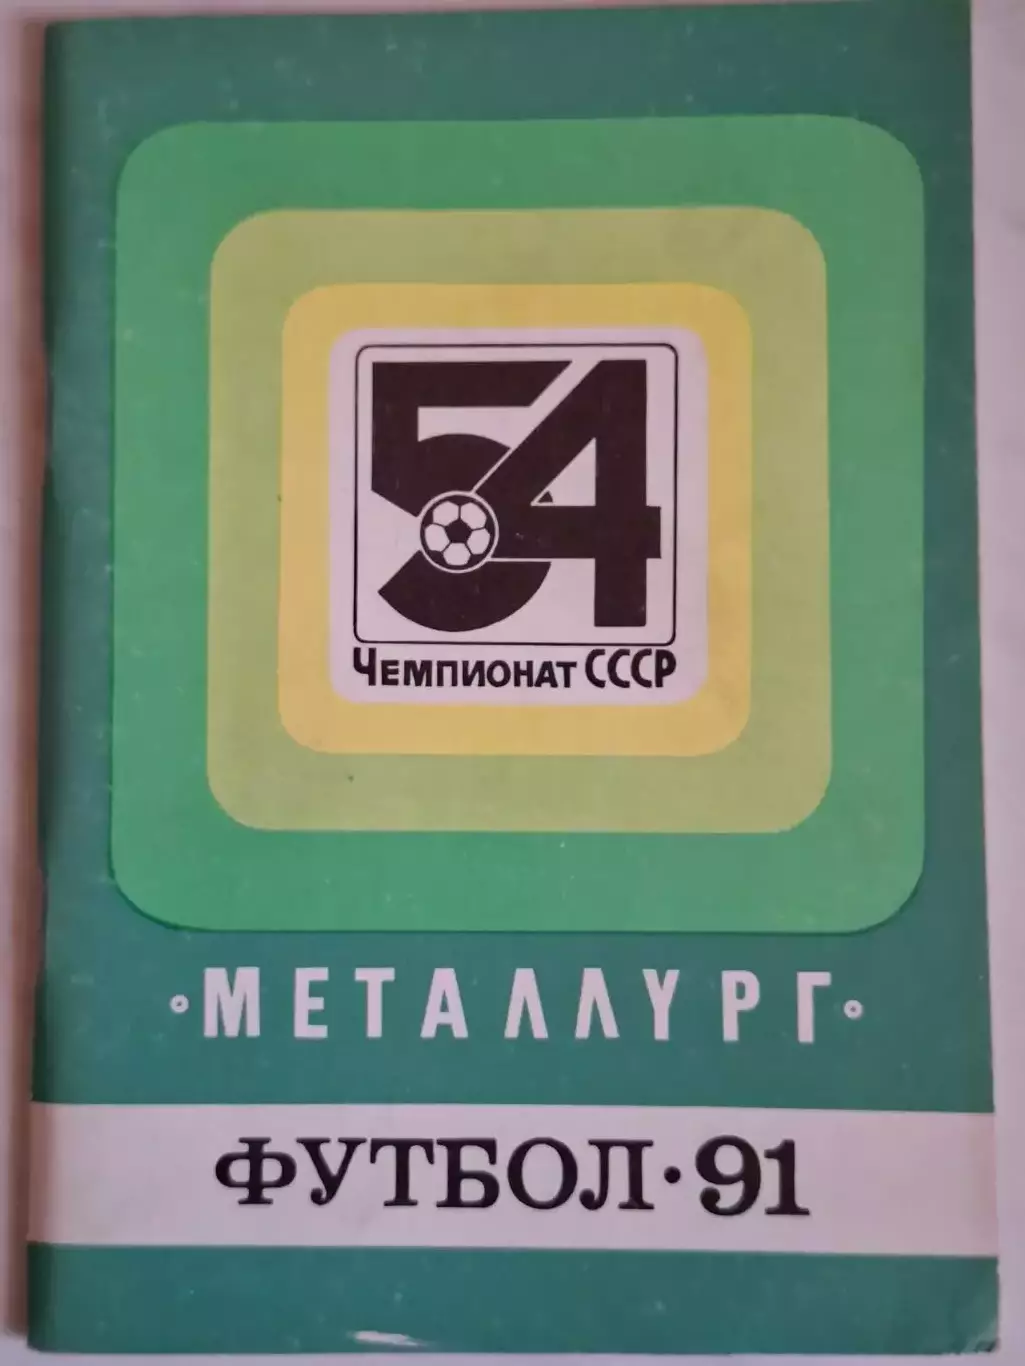 54
Чемпионат СССР
МЕТАЛЛУРГ
ФУТБОЛ·91